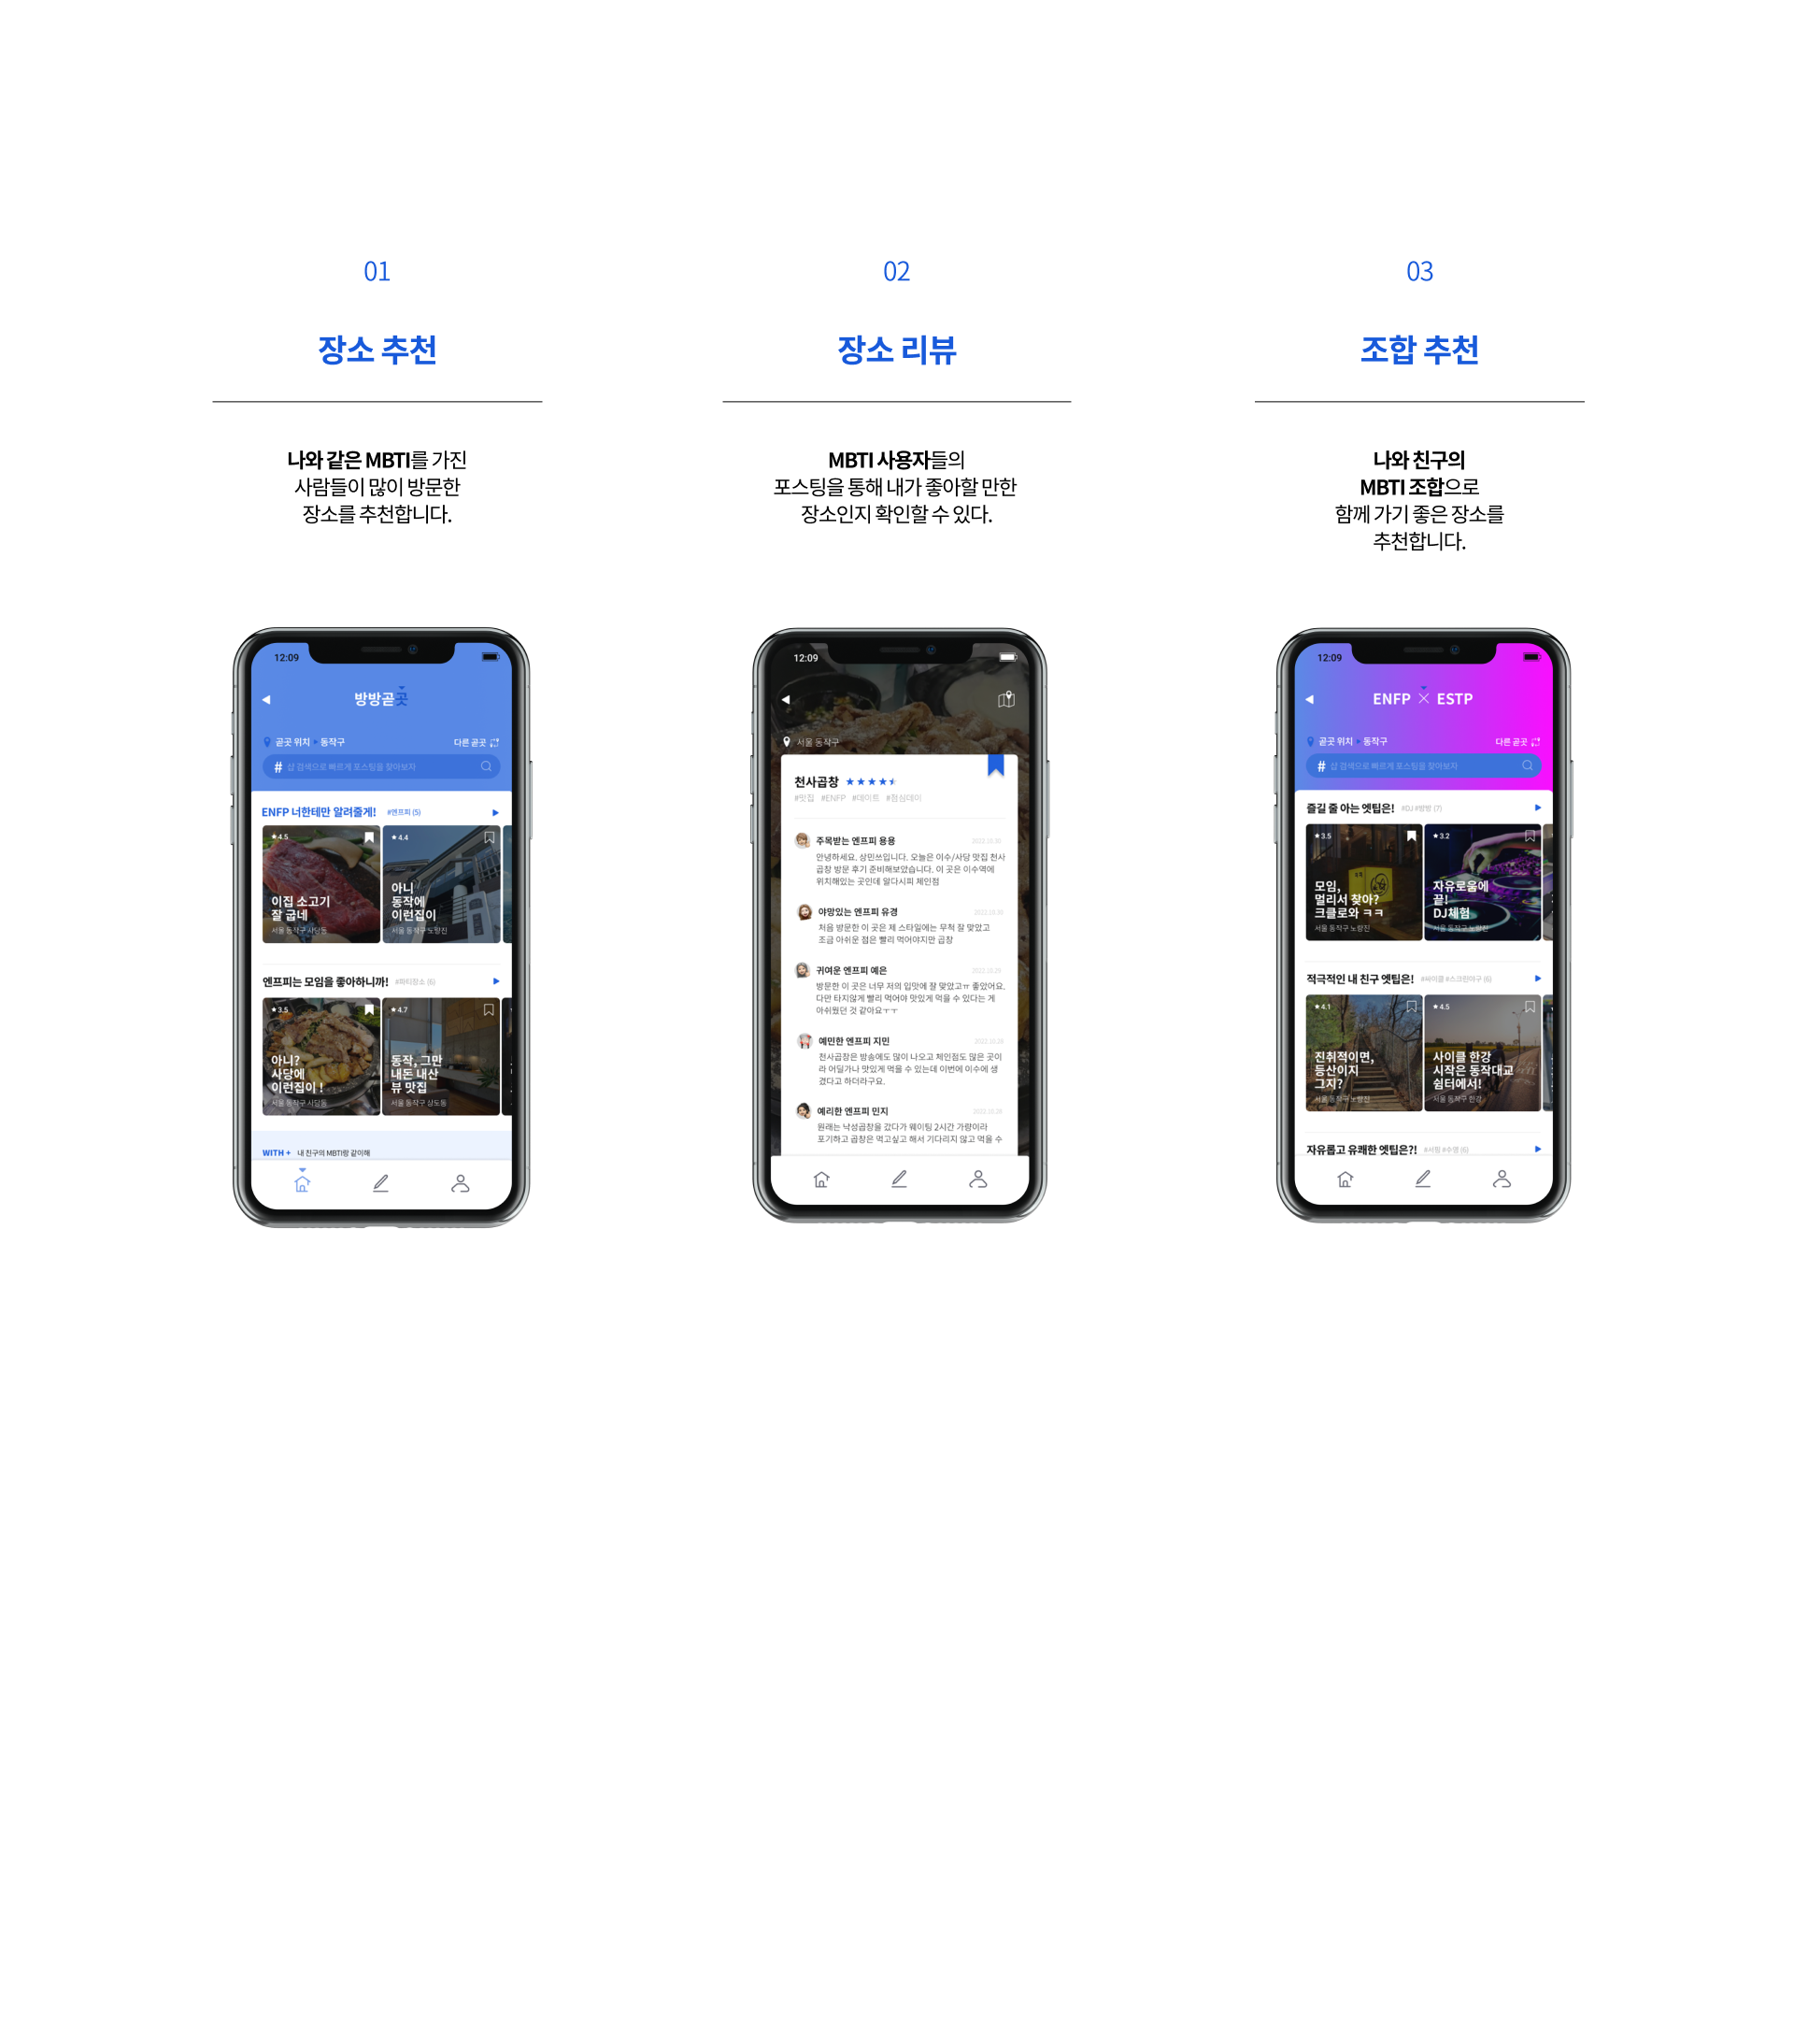 01
장소 추천
나와 같은 MBTI를 가진
사람들이 많이 방문한
장소를 추천합니다.
12:09
방방곧곳
곧곳 위치 ▸ 동작구
다른 곧곳
# 샵 검색으로 빠르게 포스팅을 찾아보자
ENFP 너한테만 알려줄게! #엔프피 (5)
★4.5
이집 소고기
잘 굽네
서울 동작구 사당동
★4.4
아니
동작에
이런집이
서울 동작구 노량진
엔프피는 모임을 좋아하니까! #파티장소 (6)
★3.5
아니?
사당에
이런집이 !
서울 동작구 사당동
★4.7
동작, 그만
내돈 내산
뷰 맛집
서울 동작구 상도동
WITH + 내 친구의 MBTI랑 같이해
02
장소 리뷰
MBTI 사용자들의
포스팅을 통해 내가 좋아할 만한
장소인지 확인할 수 있다.
12:09
서울 동작구
천사곱창
#맛집 #ENFP #데이트 #점심데이
주목받는 엔프피 용용 2022.10.30
안녕하세요. 상민쓰입니다. 오늘은 이수/사당 맛집 천사
곱창 방문 후기 준비해보았습니다. 이 곳은 이수역에
위치해있는 곳인데 알다시피 체인점
야망있는 엔프피 유경 2022.10.30
처음 방문한 이 곳은 제 스타일에는 무척 잘 맞았고
조금 아쉬운 점은 빨리 먹어야지만 곱창
귀여운 엔프피 예은 2022.10.29
방문한 이 곳은 너무 저의 입맛에 잘 맞았고ㅠ 좋았어요.
다만 타지않게 빨리 먹어야 맛있게 먹을 수 있다는 게
아쉬웠던 것 같아요ㅜㅜ
예민한 엔프피 지민 2022.10.28
천사곱창은 방송에도 많이 나오고 체인점도 많은 곳이
라 어딜가나 맛있게 먹을 수 있는데 이번에 이수에 생
겼다고 하더라구요.
예리한 엔프피 민지 2022.10.26
원래는 낙성곱창을 갔다가 웨이팅 2시간 가량이라
포기하고 곱창은 먹고싶고 해서 기다리지 않고 먹을 수
03
조합 추천
나와 친구의
MBTI 조합으로
함께 가기 좋은 장소를
추천합니다.
12:09
ENFP × ESTP
곧곳 위치 동작구
다른 곧곳
# 샵 검색으로 빠르게 포스팅을 찾아보자
즐길 줄 아는 엣팁은! #DJ #방방 (7)
★3.5
모임,
멀리서 찾아?
크클로와 ㅋㅋ
서울 동작구 노량진
★3.2
자유로움에
끝!
DJ체험
서울 동작구 노량진
적극적인 내 친구 엣팁은! #싸이클 #스크린야구 (6)
★4.1
진취적이면,
등산이지
그지?
서울 동작구 노량진
★4.5
사이클 한강
시작은 동작대교
쉼터에서!
서울 동작구 한강
자유롭고 유쾌한 엣팁은?! #서핑 #수영 (6)